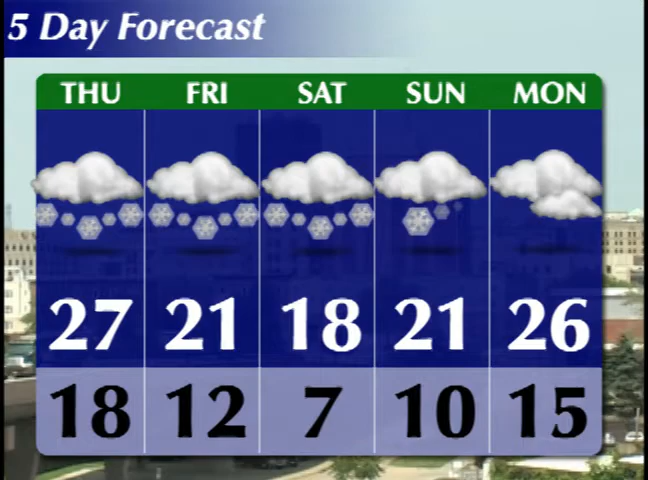 5 Day Forecast
THU FRI SAT SUN MON
27 21 18 21 26
18 12 7 10 15